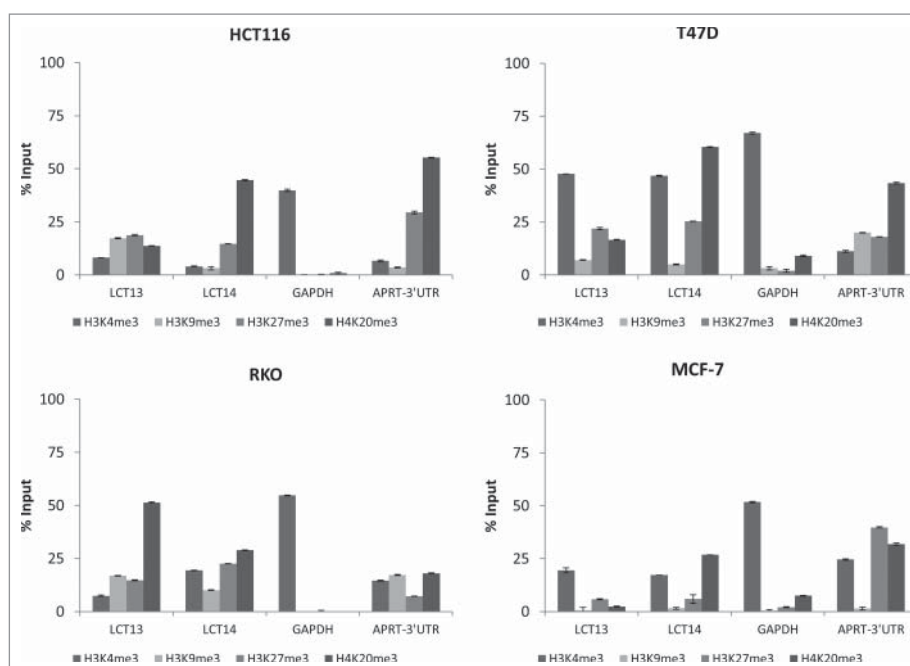 HCT116
100
75
50
25
0
% Input
LCT13 LCT14 GAPDH APRT-3'UTR
H3K4me3 H3K9me3 H3K27me3 H4K20me3
T47D
100
75
50
25
0
% Input
LCT13 LCT14 GAPDH APRT-3'UTR
H3K4me3 H3K9me3 H3K27me3 H4K20me3
RKO
100
75
50
25
0
% Input
LCT13 LCT14 GAPDH APRT-3'UTR
H3K4me3 H3K9me3 H3K27me3 H4K20me3
MCF-7
100
75
50
25
0
% Input
LCT13 LCT14 GAPDH APRT-3'UTR
H3K4me3 H3K9me3 H3K27me3 H4K20me3